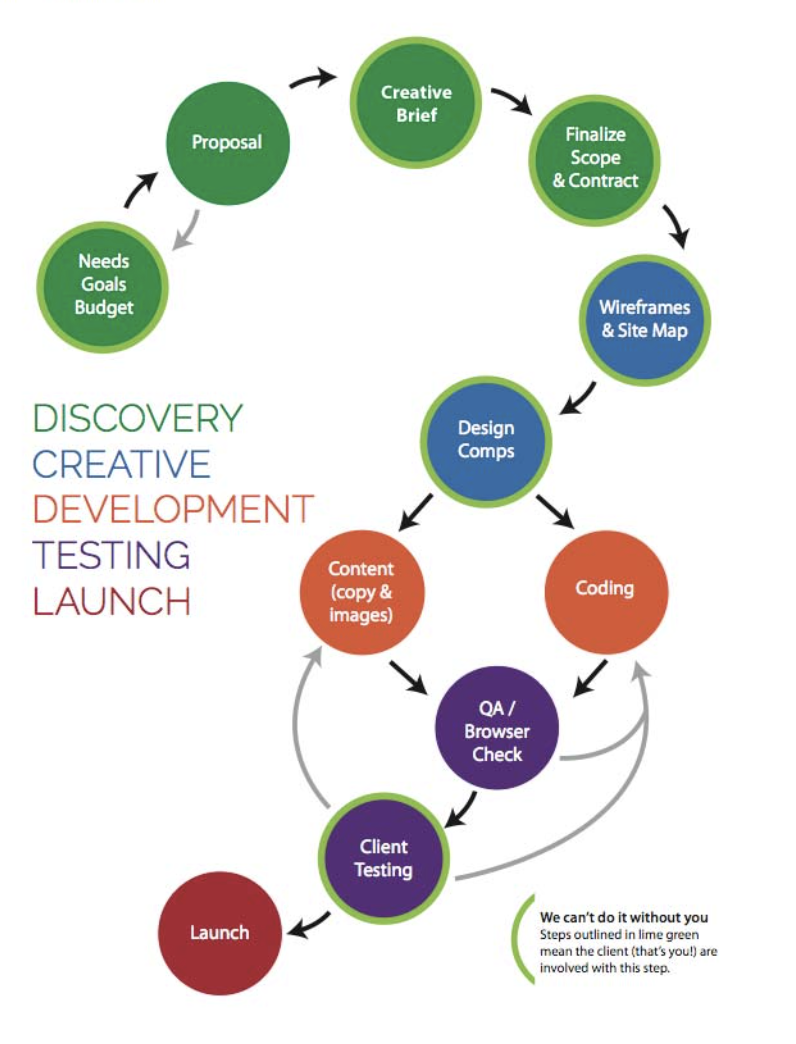 Creative
Brief
Proposal
Finalize
Scope
& Contract
Needs
Goals
Budget
Wireframes
& Site Map
DISCOVERY
CREATIVE
DEVELOPMENT
TESTING
LAUNCH
Design
Comps
Content
(copy &
images)
Coding
QA /
Browser
Check
Client
Testing
Launch
We can't do it without you
Steps outlined in lime green
mean the client (that's you!) are
involved with this step.